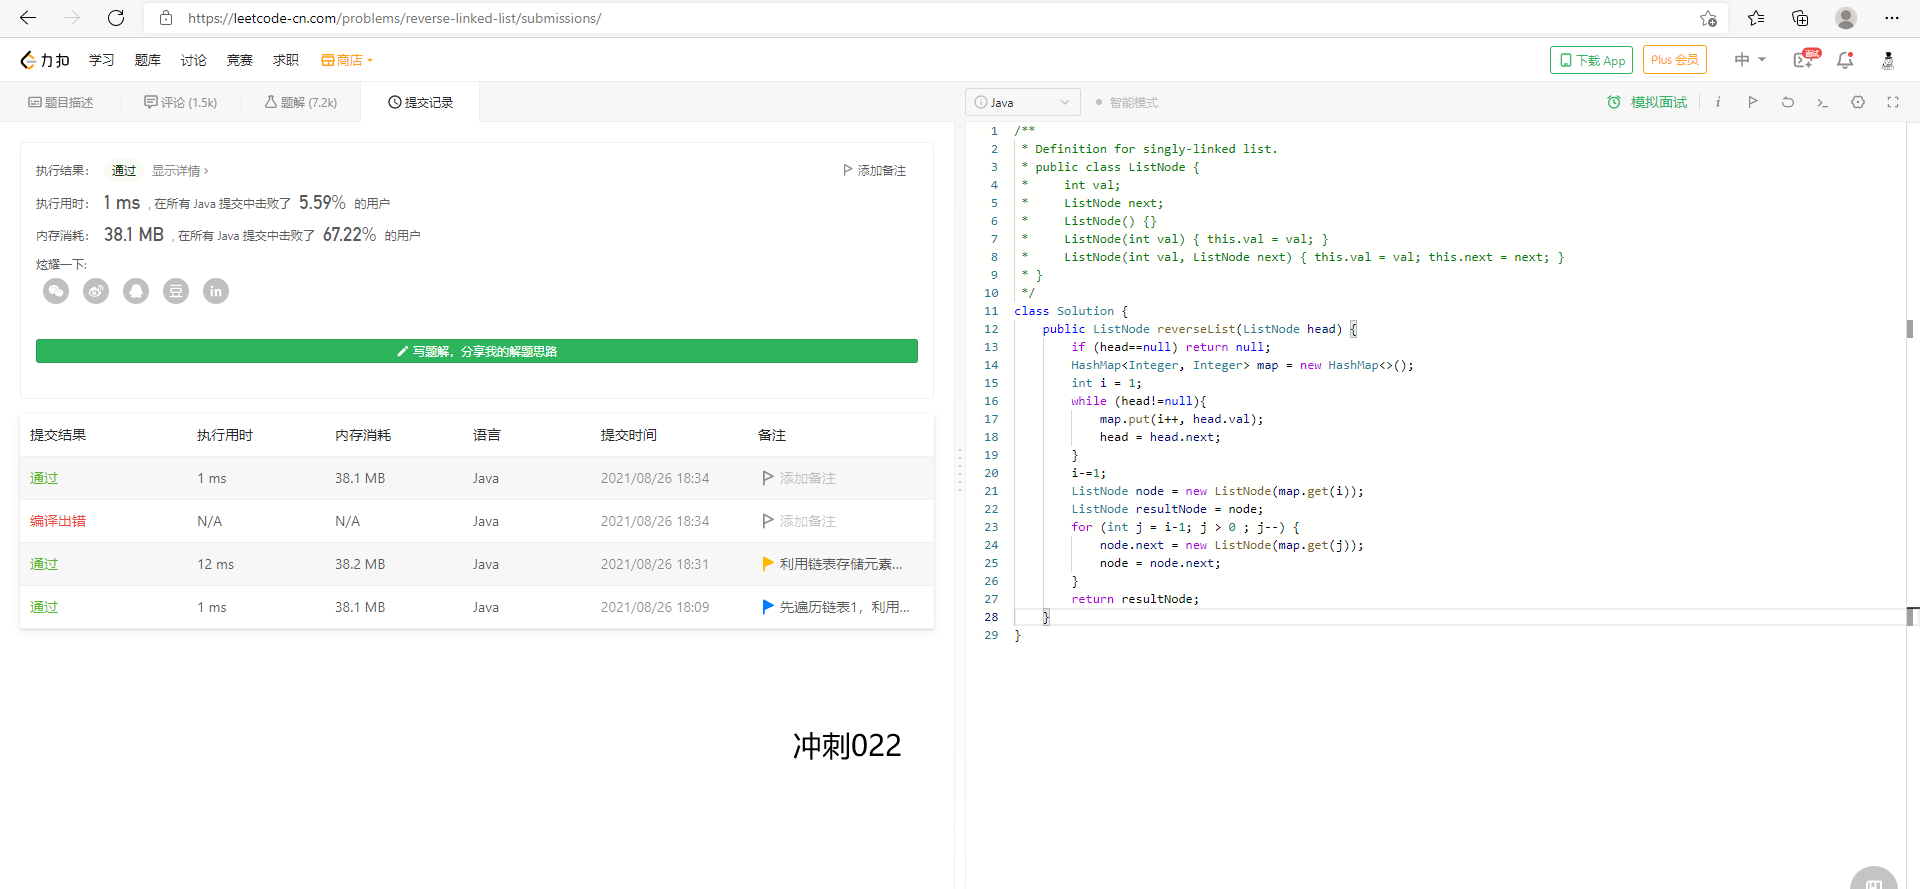 https://leetcode-cn.com/problems/reverse-linked-list/submissions/
力扣 学习 题库 讨论 求职 竞赛 商店 下载 App Plus 会员 中 面试
题目描述 评论 (1.5k) 题解 (7.2k) 提交记录
执行结果： 通过 显示详情 › 添加备注
执行用时： 1 ms , 在所有 Java 提交中击败了 5.59% 的用户
内存消耗： 38.1 MB , 在所有 Java 提交中击败了 67.22% 的用户
炫耀一下:
豆 in
写题解，分享我的解题思路
提交结果 执行用时 内存消耗 语言 提交时间 备注
通过 1 ms 38.1 MB Java 2021/08/26 18:34 添加备注
编译出错 N/A N/A Java 2021/08/26 18:34 添加备注
通过 12 ms 38.2 MB Java 2021/08/26 18:31 利用链表存储元素...
通过 1 ms 38.1 MB Java 2021/08/26 18:09 先遍历链表1，利用...
冲刺022
Java 智能模式 模拟面试
1 /**
2 * Definition for singly-linked list.
3 * public class ListNode {
4 *     int val;
5 *     ListNode next;
6 *     ListNode() {}
7 *     ListNode(int val) { this.val = val; }
8 *     ListNode(int val, ListNode next) { this.val = val; this.next = next; }
9 * }
10 */
11 class Solution {
12     public ListNode reverseList(ListNode head) {
13         if (head==null) return null;
14         HashMap<Integer, Integer> map = new HashMap<>();
15         int i = 1;
16         while (head!=null){
17             map.put(i++, head.val);
18             head = head.next;
19         }
20         i-=1;
21         ListNode node = new ListNode(map.get(i));
22         ListNode resultNode = node;
23         for (int j = i-1; j > 0 ; j--) {
24             node.next = new ListNode(map.get(j));
25             node = node.next;
26         }
27         return resultNode;
28     }
29 }